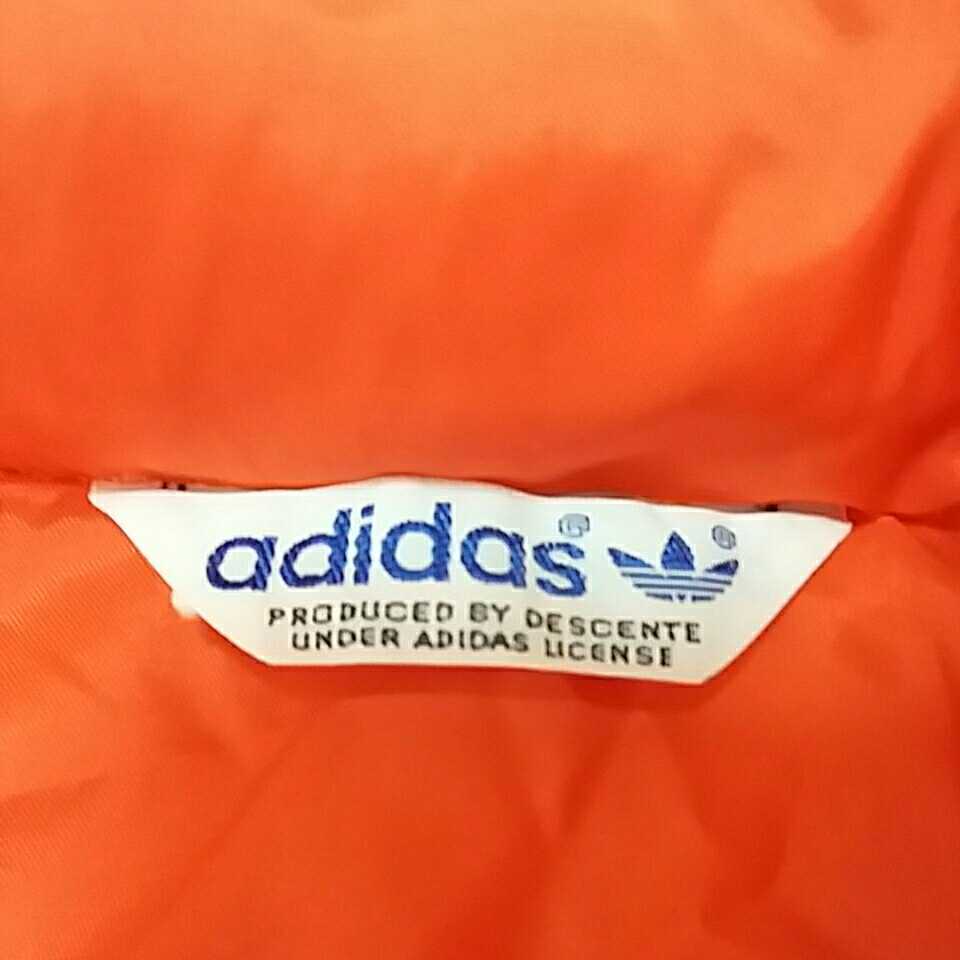 adidas®
PRODUCED BY DESCENTE
UNDER ADIDAS LICENSE